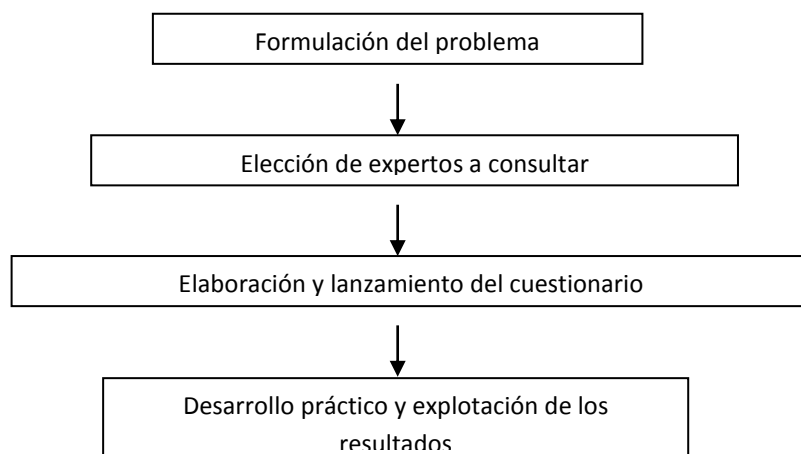 Formulación del problema
Elección de expertos a consultar
Elaboración y lanzamiento del cuestionario
Desarrollo práctico y explotación de los
resultados